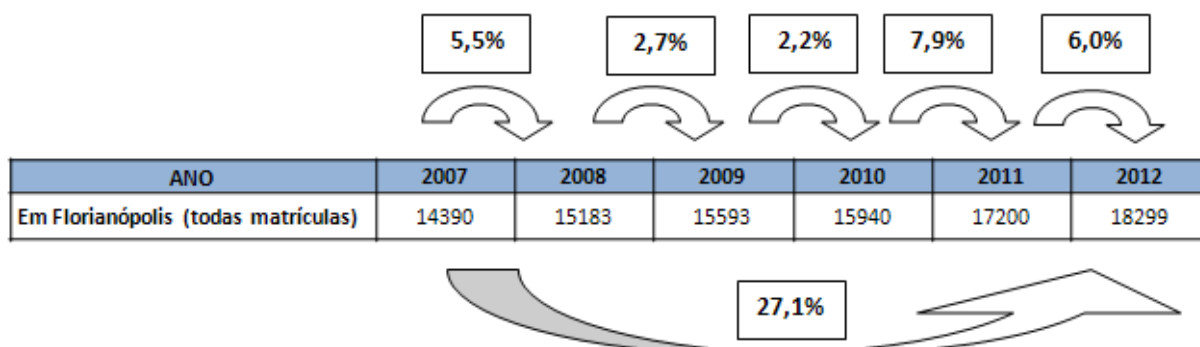 5,5% 2,7% 2,2% 7,9% 6,0%
ANO 2007 2008 2009 2010 2011 2012
Em Florianópolis (todas matrículas) 14390 15183 15593 15940 17200 18299
27,1%